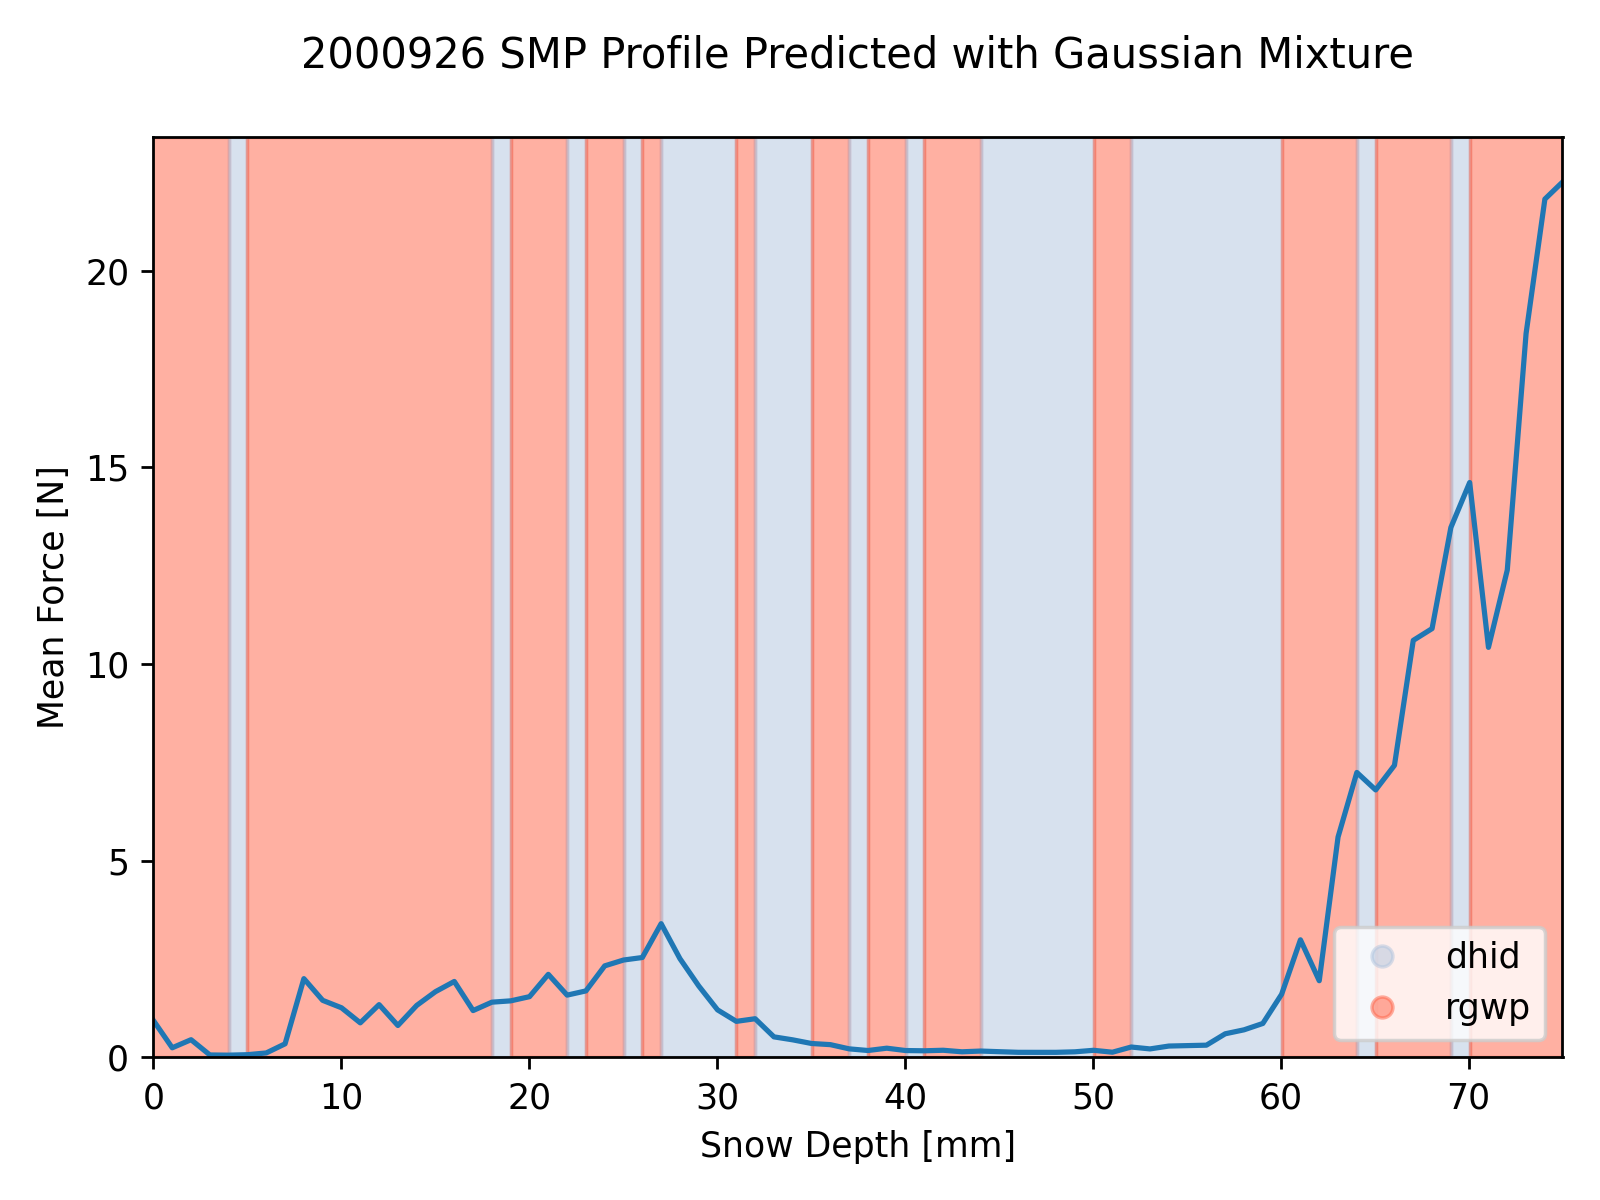 2000926 SMP Profile Predicted with Gaussian Mixture
Mean Force [N]
20
15
10
5
0
0 10 20 30 40 50 60 70
Snow Depth [mm]
dhid
rgwp